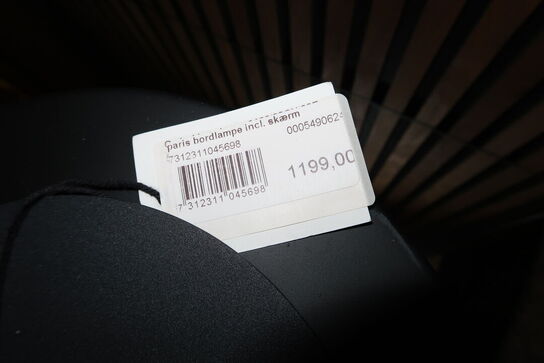 paris bordlampe incl. skærm
7312311045698 0005490624
1199,00
7 312311 045698